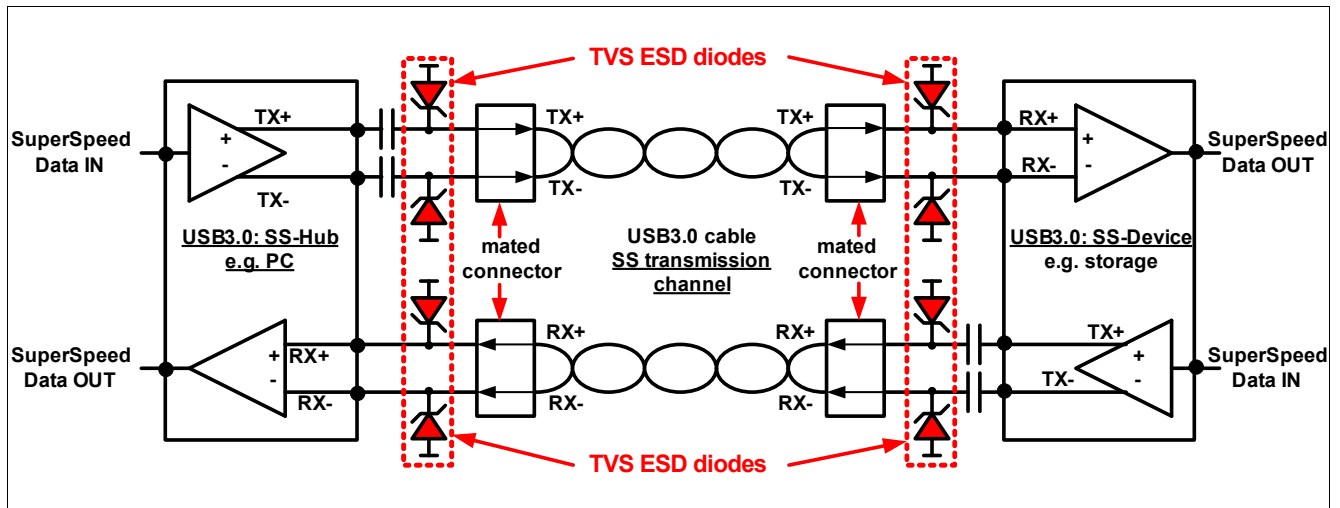 TVS ESD diodes
SuperSpeed
Data IN
TX+
+
-
TX-
TX+
TX-
TX+
TX-
RX+
RX-
+
-
SuperSpeed
Data OUT
USB3.0: SS-Hub
e.g. PC
mated
connector
USB3.0 cable
SS transmission
channel
mated
connector
USB3.0: SS-Device
e.g. storage
SuperSpeed
Data OUT
+
-
RX+
RX-
RX+
RX-
RX+
RX-
TX+
TX-
+
-
SuperSpeed
Data IN
TVS ESD diodes